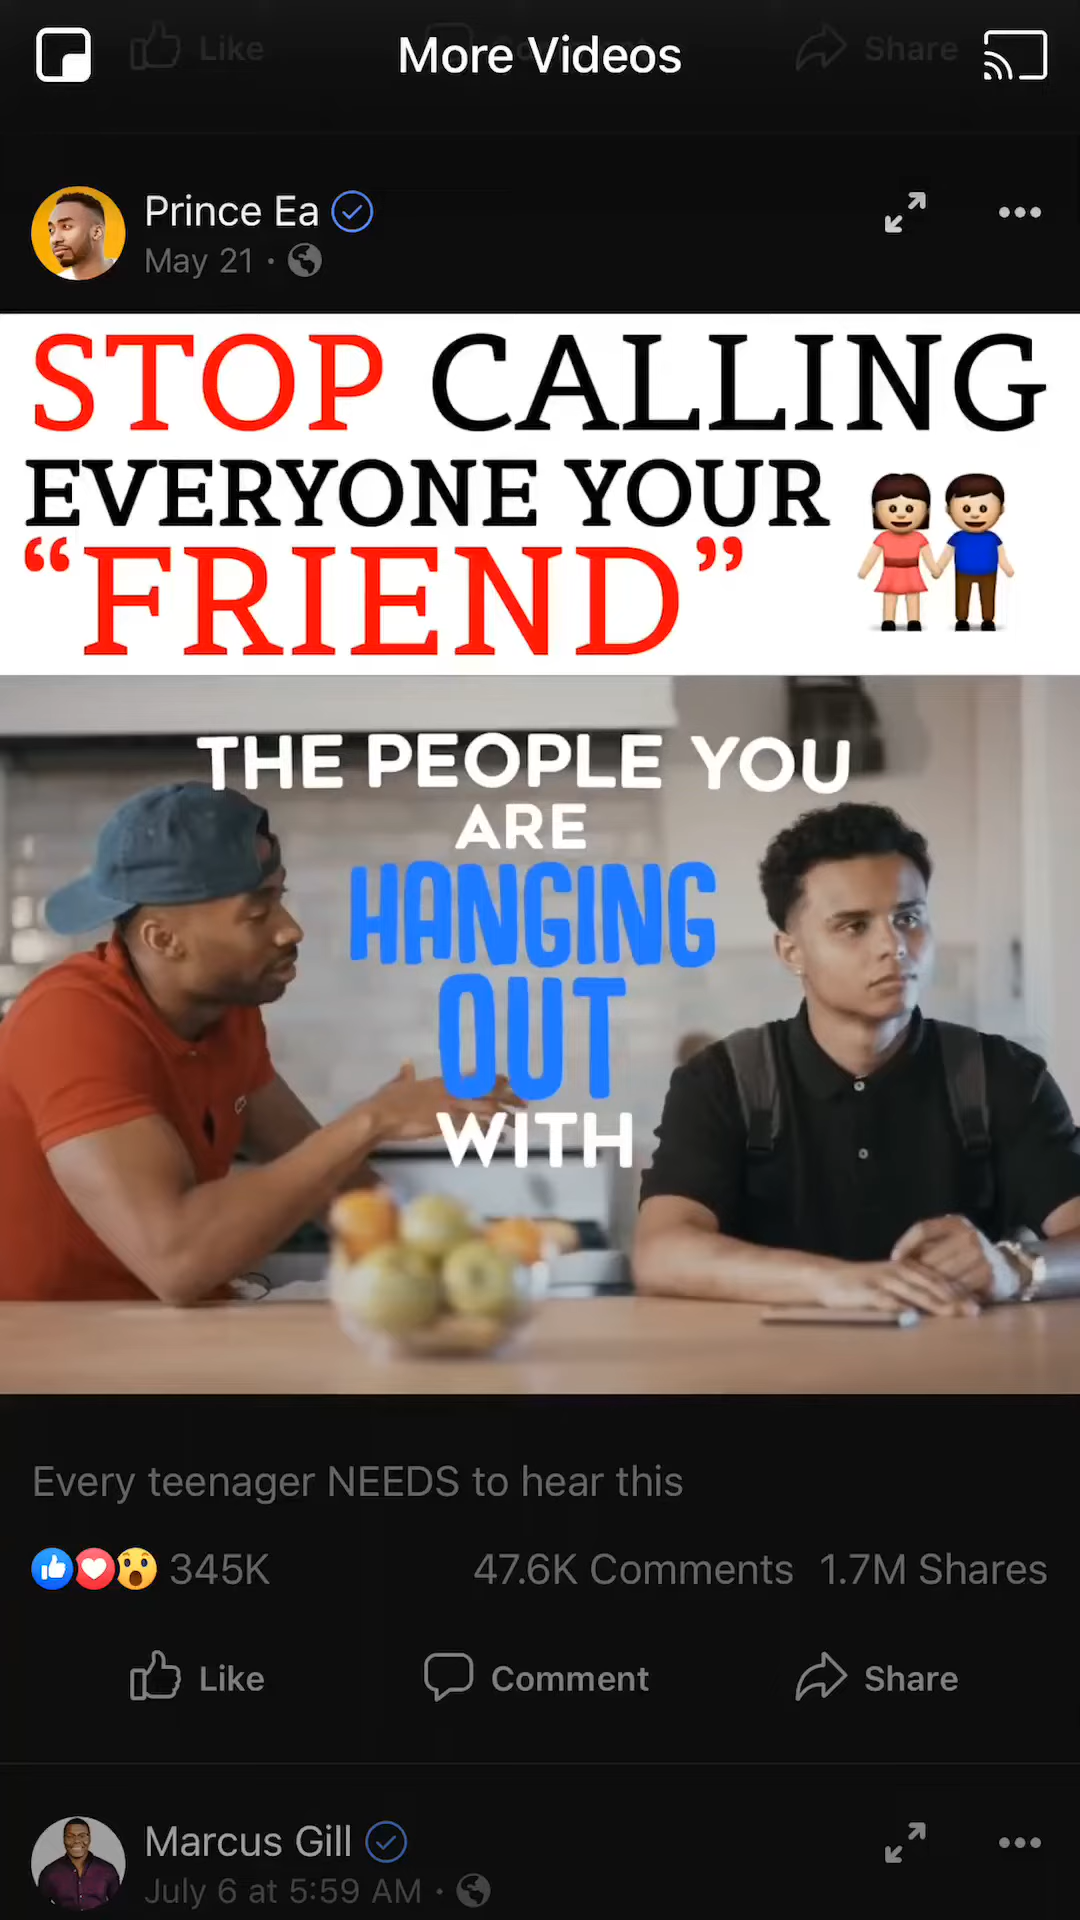 Like
More Videos
Share
Prince Ea
May 21 ·
STOP CALLING
EVERYONE YOUR
“FRIEND”
THE PEOPLE YOU
ARE
HANGING
OUT
WITH
Every teenager NEEDS to hear this
345K 47.6K Comments 1.7M Shares
Like Comment Share
Marcus Gill
July 6 at 5:59 AM ·